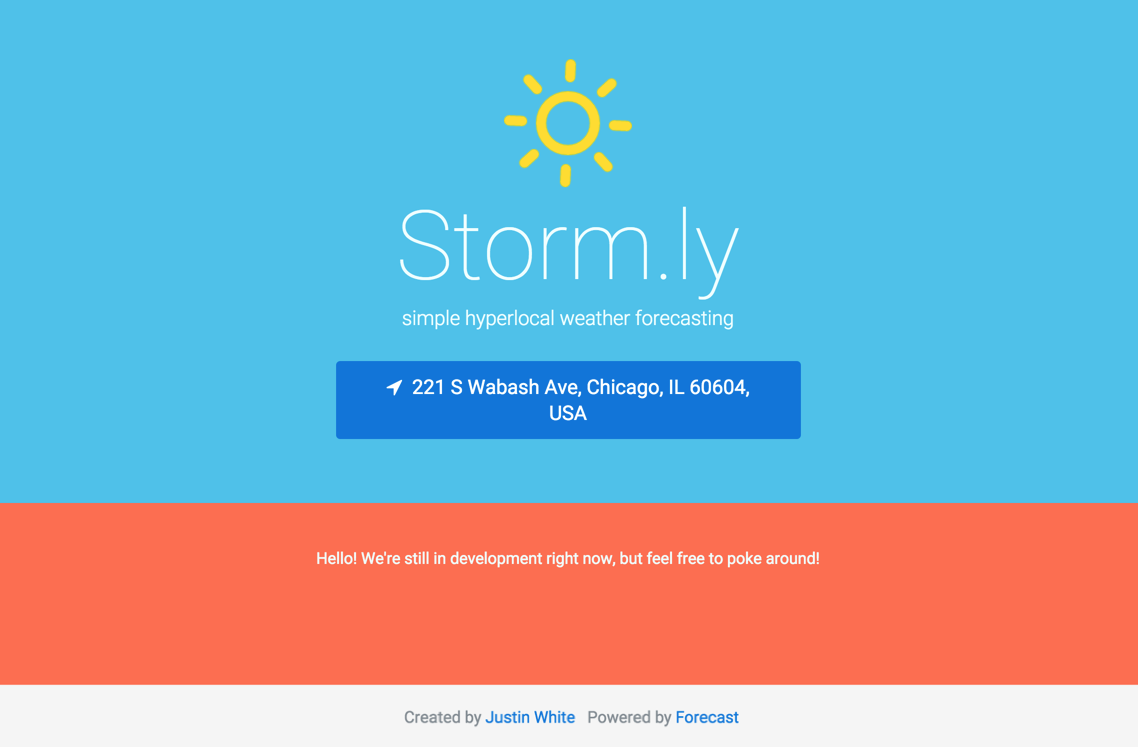 Storm.ly
simple hyperlocal weather forecasting
221 S Wabash Ave, Chicago, IL 60604,
USA
Hello! We're still in development right now, but feel free to poke around!
Created by Justin White Powered by Forecast